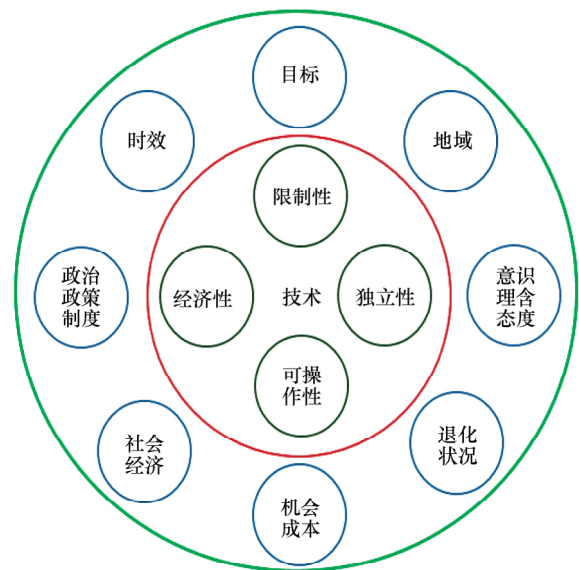 目标
时效
地域
限制性
政治
政策
制度
经济性
技术
独立性
意识
理含
态度
可操
作性
社会
经济
退化
状况
机会
成本